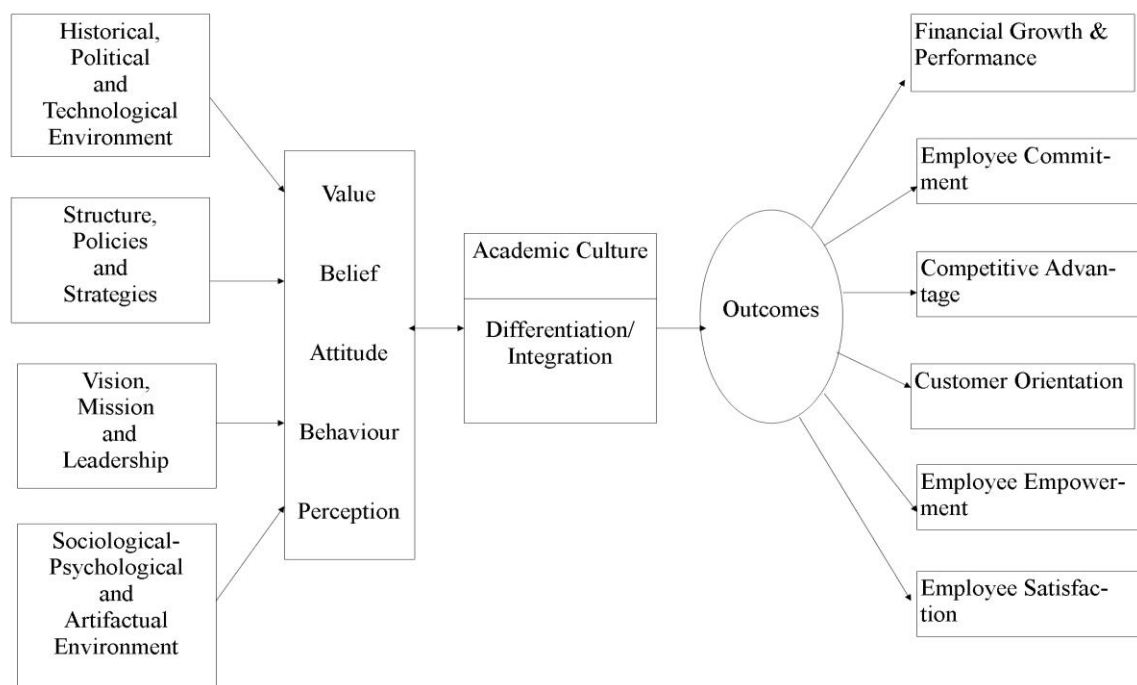 Historical,
Political
and
Technological
Environment
Structure,
Policies
and
Strategies
Vision,
Mission
and
Leadership
Sociological-
Psychological
and
Artifactual
Environment
Value
Belief
Attitude
Behaviour
Perception
Academic Culture
Differentiation/
Integration
Outcomes
Financial Growth &
Performance
Employee Commit-
ment
Competitive Advan-
tage
Customer Orientation
Employee Empower-
ment
Employee Satisfac-
tion